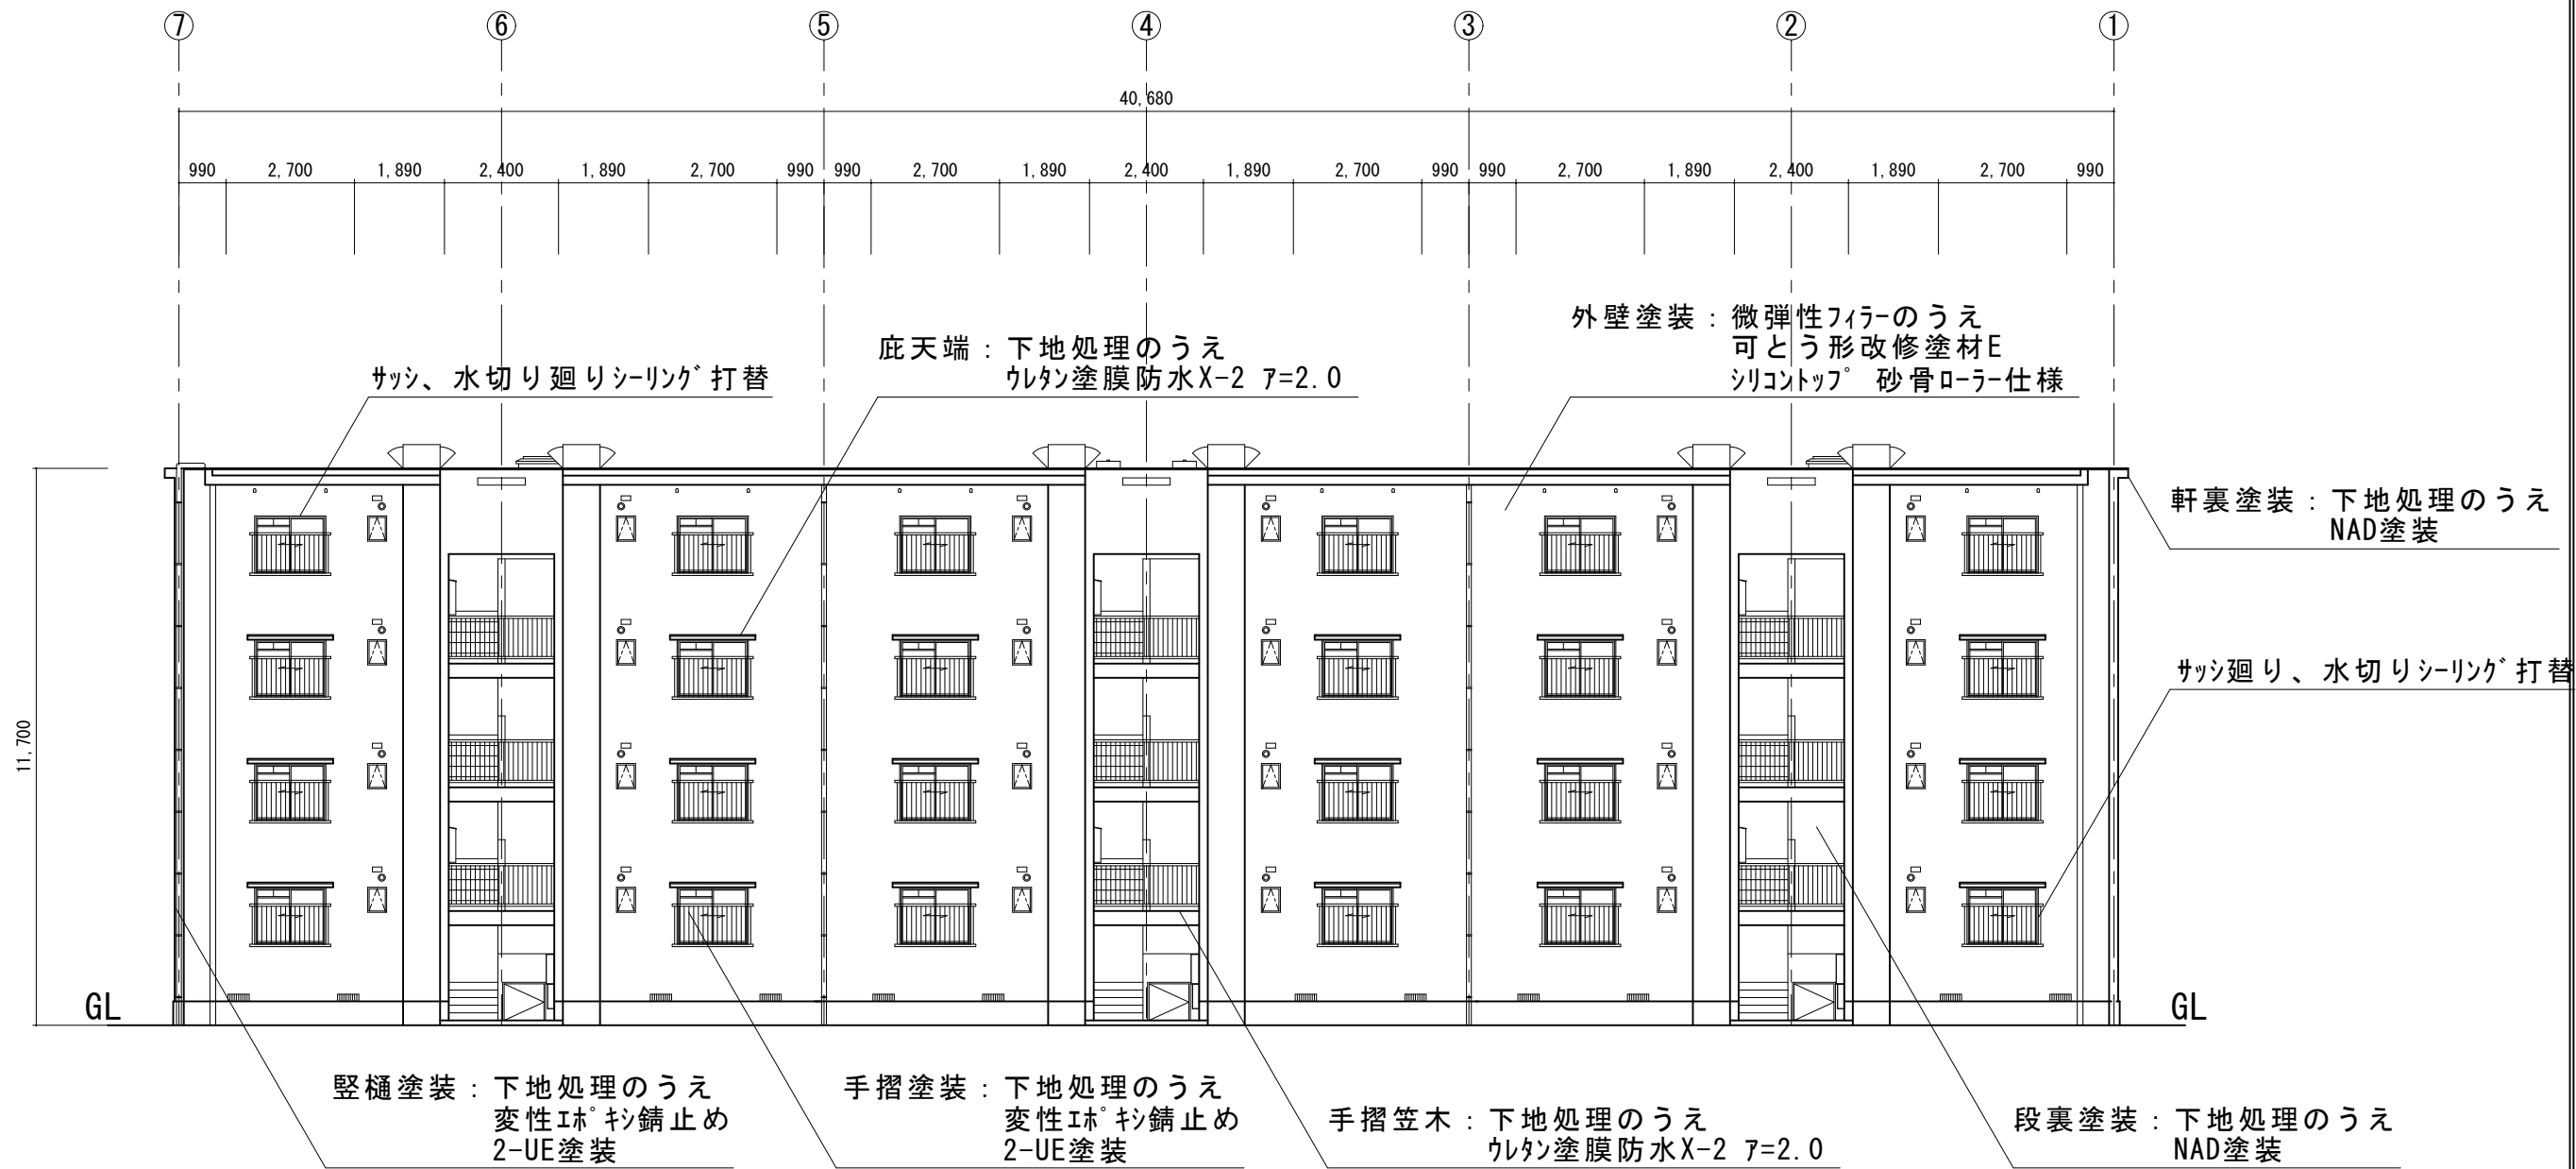 ⑦ ⑥ ⑤ ④ ③ ② ①
40,680
990 2,700 1,890 2,400 1,890 2,700 990 990 2,700 1,890 2,400 1,890 2,700 990 990 2,700 1,890 2,400 1,890 2,700 990
外壁塗装：微弾性フィラーのうえ
可とう形改修塗材E
シリコントップ 砂骨ローラー仕様
庇天端：下地処理のうえ
ウレタン塗膜防水X-2 ア=2.0
サッシ、水切り廻りシーリング打替
軒裏塗装：下地処理のうえ
NAD塗装
サッシ廻り、水切りシーリング打替
11,700
GL GL
竪樋塗装：下地処理のうえ
変性エポキシ錆止め
2-UE塗装
手摺塗装：下地処理のうえ
変性エポキシ錆止め
2-UE塗装
手摺笠木：下地処理のうえ
ウレタン塗膜防水X-2 ア=2.0
段裏塗装：下地処理のうえ
NAD塗装